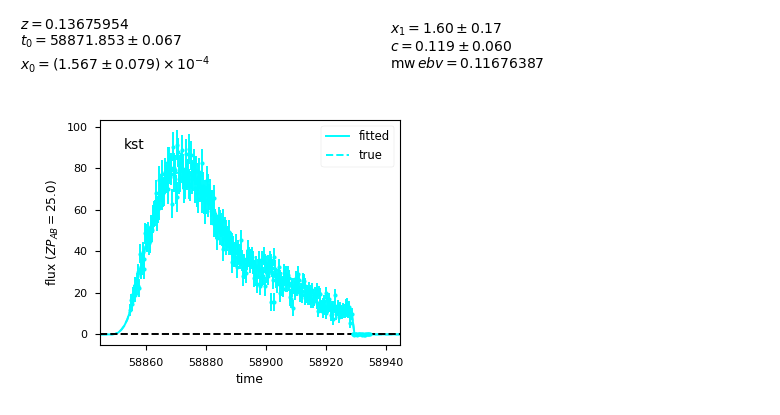 z = 0.13675954
t₀ = 58871.853 ± 0.067
x₀ = (1.567 ± 0.079) × 10⁻⁴
x₁ = 1.60 ± 0.17
c = 0.119 ± 0.060
mw ebv = 0.11676387
kst
fitted
true
100
80
60
40
20
0
flux (ZP_AB = 25.0)
58860 58880 58900 58920 58940
time